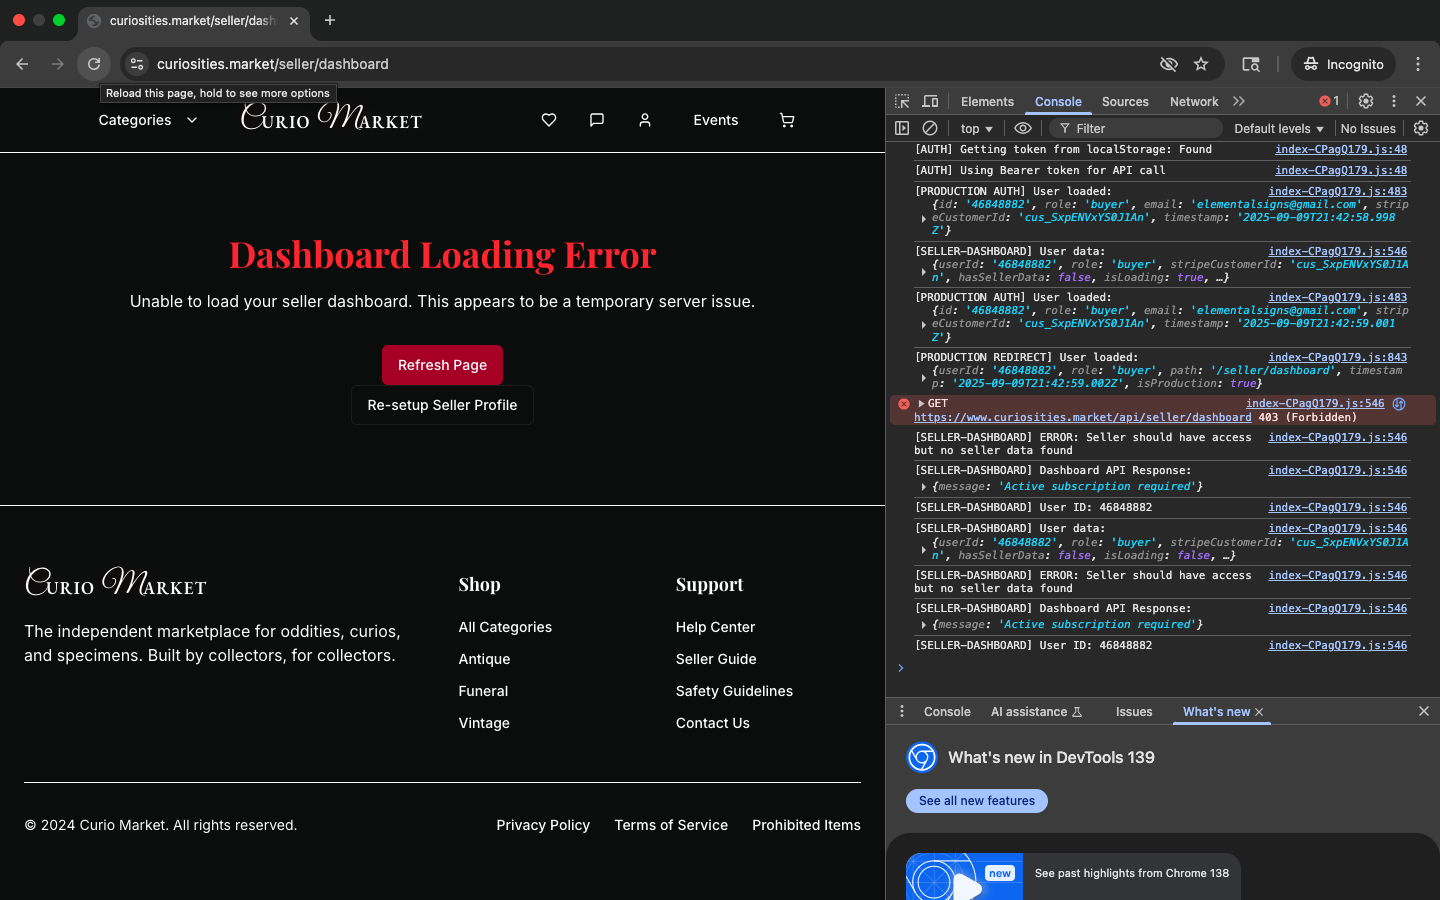 curiosities.market/seller/dash
curiosities.market/seller/dashboard
Incognito
Reload this page, hold to see more options
Categories
Curio Market
Events
Dashboard Loading Error
Unable to load your seller dashboard. This appears to be a temporary server issue.
Refresh Page
Re-setup Seller Profile
Curio Market
The independent marketplace for oddities, curios,
and specimens. Built by collectors, for collectors.
Shop
All Categories
Antique
Funeral
Vintage
Support
Help Center
Seller Guide
Safety Guidelines
Contact Us
© 2024 Curio Market. All rights reserved.
Privacy Policy
Terms of Service
Prohibited Items
Elements
Console
Sources
Network
1
top
Filter
Default levels
No Issues
[AUTH] Getting token from localStorage: Found index-CPagQ179.js:48
[AUTH] Using Bearer token for API call index-CPagQ179.js:48
[PRODUCTION AUTH] User loaded: index-CPagQ179.js:483
{id: '46848882', role: 'buyer', email: 'elementalsigns@gmail.com', strip
eCustomerId: 'cus_SxpENVxYS0J1An', timestamp: '2025-09-09T21:42:58.998
Z'}
[SELLER-DASHBOARD] User data: index-CPagQ179.js:546
{userId: '46848882', role: 'buyer', stripeCustomerId: 'cus_SxpENVxYS0J1A
n', hasSellerData: false, isLoading: true, …}
[PRODUCTION AUTH] User loaded: index-CPagQ179.js:483
{id: '46848882', role: 'buyer', email: 'elementalsigns@gmail.com', strip
eCustomerId: 'cus_SxpENVxYS0J1An', timestamp: '2025-09-09T21:42:59.001
Z'}
[PRODUCTION REDIRECT] User loaded: index-CPagQ179.js:843
{userId: '46848882', role: 'buyer', path: '/seller/dashboard', timestam
p: '2025-09-09T21:42:59.002Z', isProduction: true}
GET index-CPagQ179.js:546
https://www.curiosities.market/api/seller/dashboard 403 (Forbidden)
[SELLER-DASHBOARD] ERROR: Seller should have access index-CPagQ179.js:546
but no seller data found
[SELLER-DASHBOARD] Dashboard API Response: index-CPagQ179.js:546
{message: 'Active subscription required'}
[SELLER-DASHBOARD] User ID: 46848882 index-CPagQ179.js:546
[SELLER-DASHBOARD] User data: index-CPagQ179.js:546
{userId: '46848882', role: 'buyer', stripeCustomerId: 'cus_SxpENVxYS0J1A
n', hasSellerData: false, isLoading: false, …}
[SELLER-DASHBOARD] ERROR: Seller should have access index-CPagQ179.js:546
but no seller data found
[SELLER-DASHBOARD] Dashboard API Response: index-CPagQ179.js:546
{message: 'Active subscription required'}
[SELLER-DASHBOARD] User ID: 46848882 index-CPagQ179.js:546
Console
AI assistance
Issues
What's new
What's new in DevTools 139
See all new features
new
See past highlights from Chrome 138